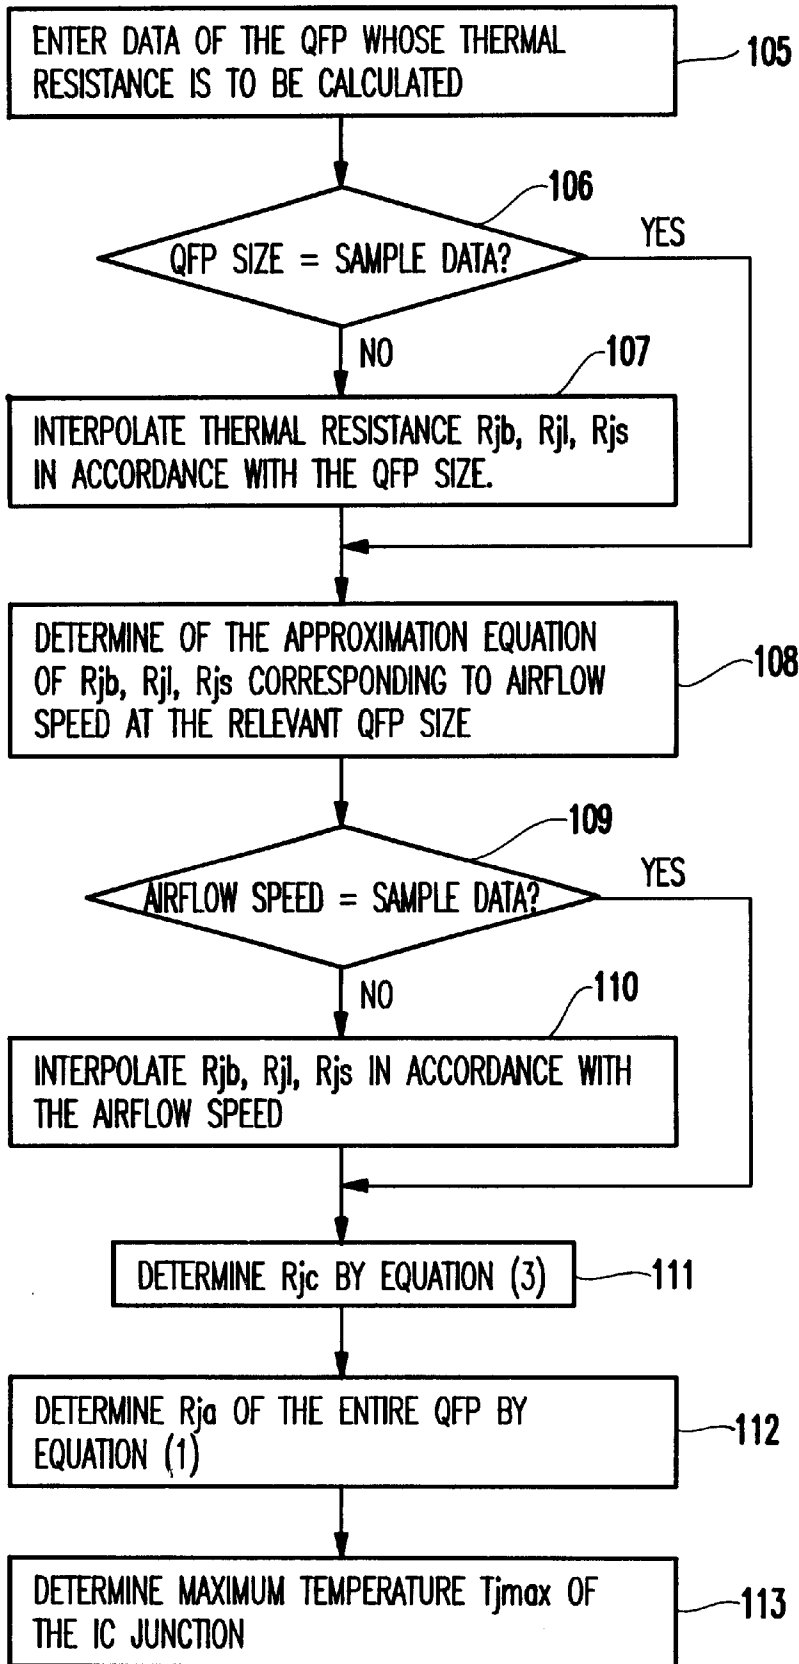 ENTER DATA OF THE QFP WHOSE THERMAL
RESISTANCE IS TO BE CALCULATED
105
106
QFP SIZE = SAMPLE DATA?
YES
NO
107
INTERPOLATE THERMAL RESISTANCE Rjb, Rjl, Rjs
IN ACCORDANCE WITH THE QFP SIZE.
DETERMINE OF THE APPROXIMATION EQUATION
OF Rjb, Rjl, Rjs CORRESPONDING TO AIRFLOW
SPEED AT THE RELEVANT QFP SIZE
108
109
AIRFLOW SPEED = SAMPLE DATA?
YES
NO
110
INTERPOLATE Rjb, Rjl, Rjs IN ACCORDANCE WITH
THE AIRFLOW SPEED
DETERMINE Rjc BY EQUATION (3)
111
DETERMINE Rja OF THE ENTIRE QFP BY
EQUATION (1)
112
DETERMINE MAXIMUM TEMPERATURE Tjmax OF
THE IC JUNCTION
113